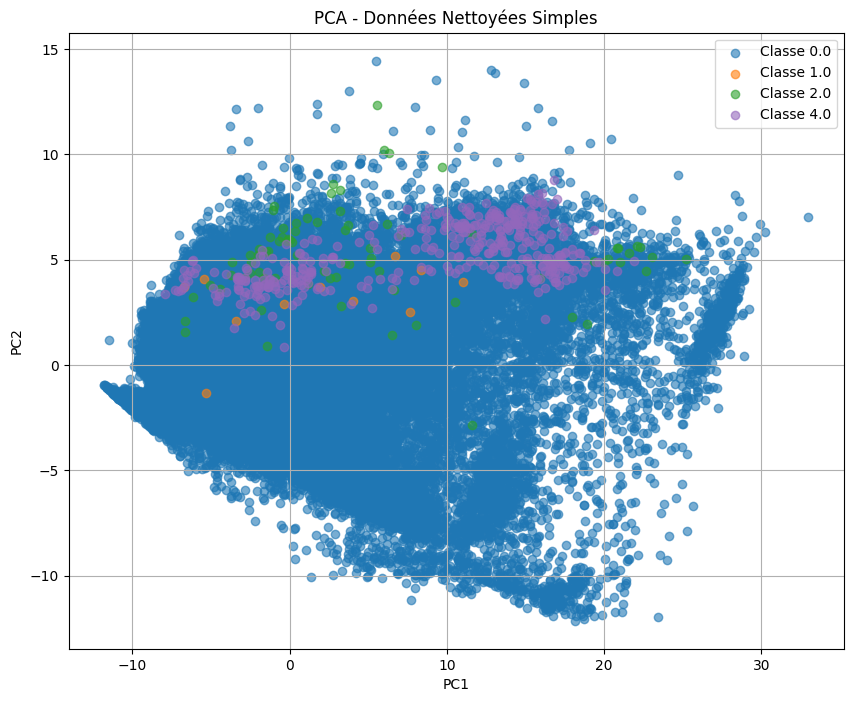 PCA - Données Nettoyées Simples
Classe 0.0
Classe 1.0
Classe 2.0
Classe 4.0
15
10
5
0
−5
−10
PC2
−10
0
10
20
30
PC1